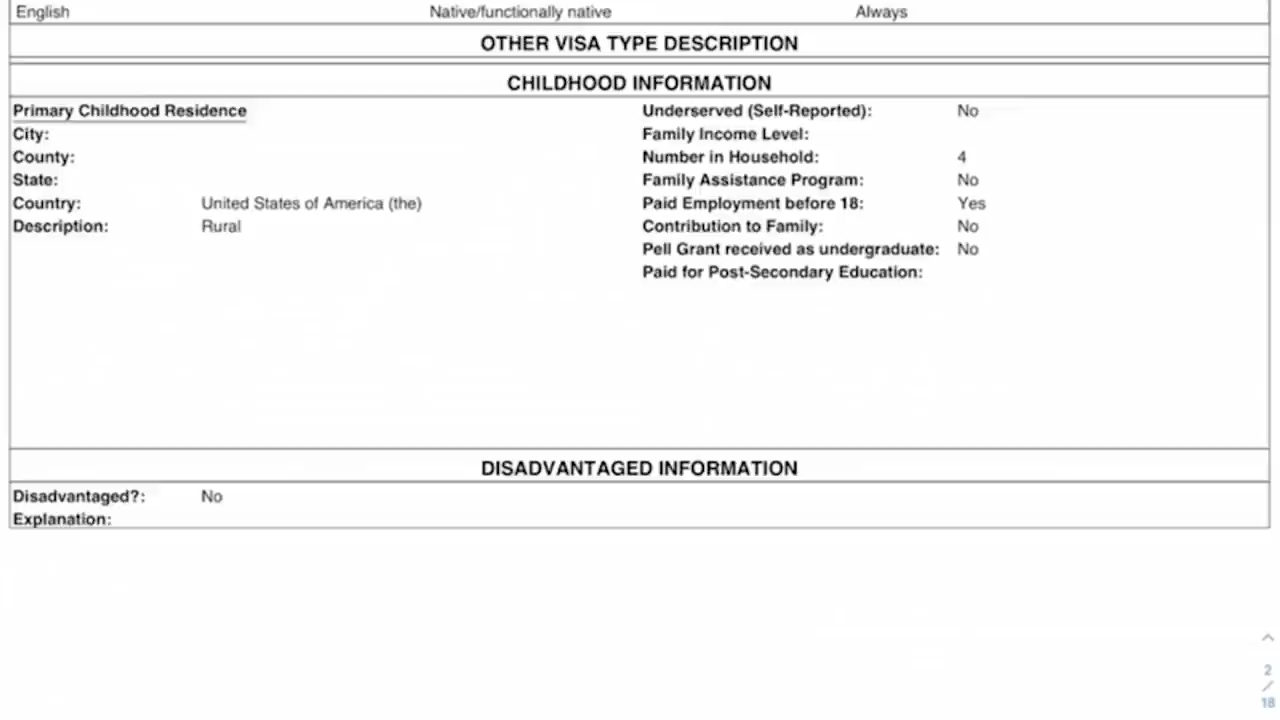 English Native/functionally native Always
OTHER VISA TYPE DESCRIPTION
CHILDHOOD INFORMATION
Primary Childhood Residence Underserved (Self-Reported): No
City: Family Income Level:
County: Number in Household: 4
State: Family Assistance Program: No
Country: United States of America (the) Paid Employment before 18: Yes
Description: Rural Contribution to Family: No
Pell Grant received as undergraduate: No
Paid for Post-Secondary Education:
DISADVANTAGED INFORMATION
Disadvantaged?: No
Explanation:
2
/
18